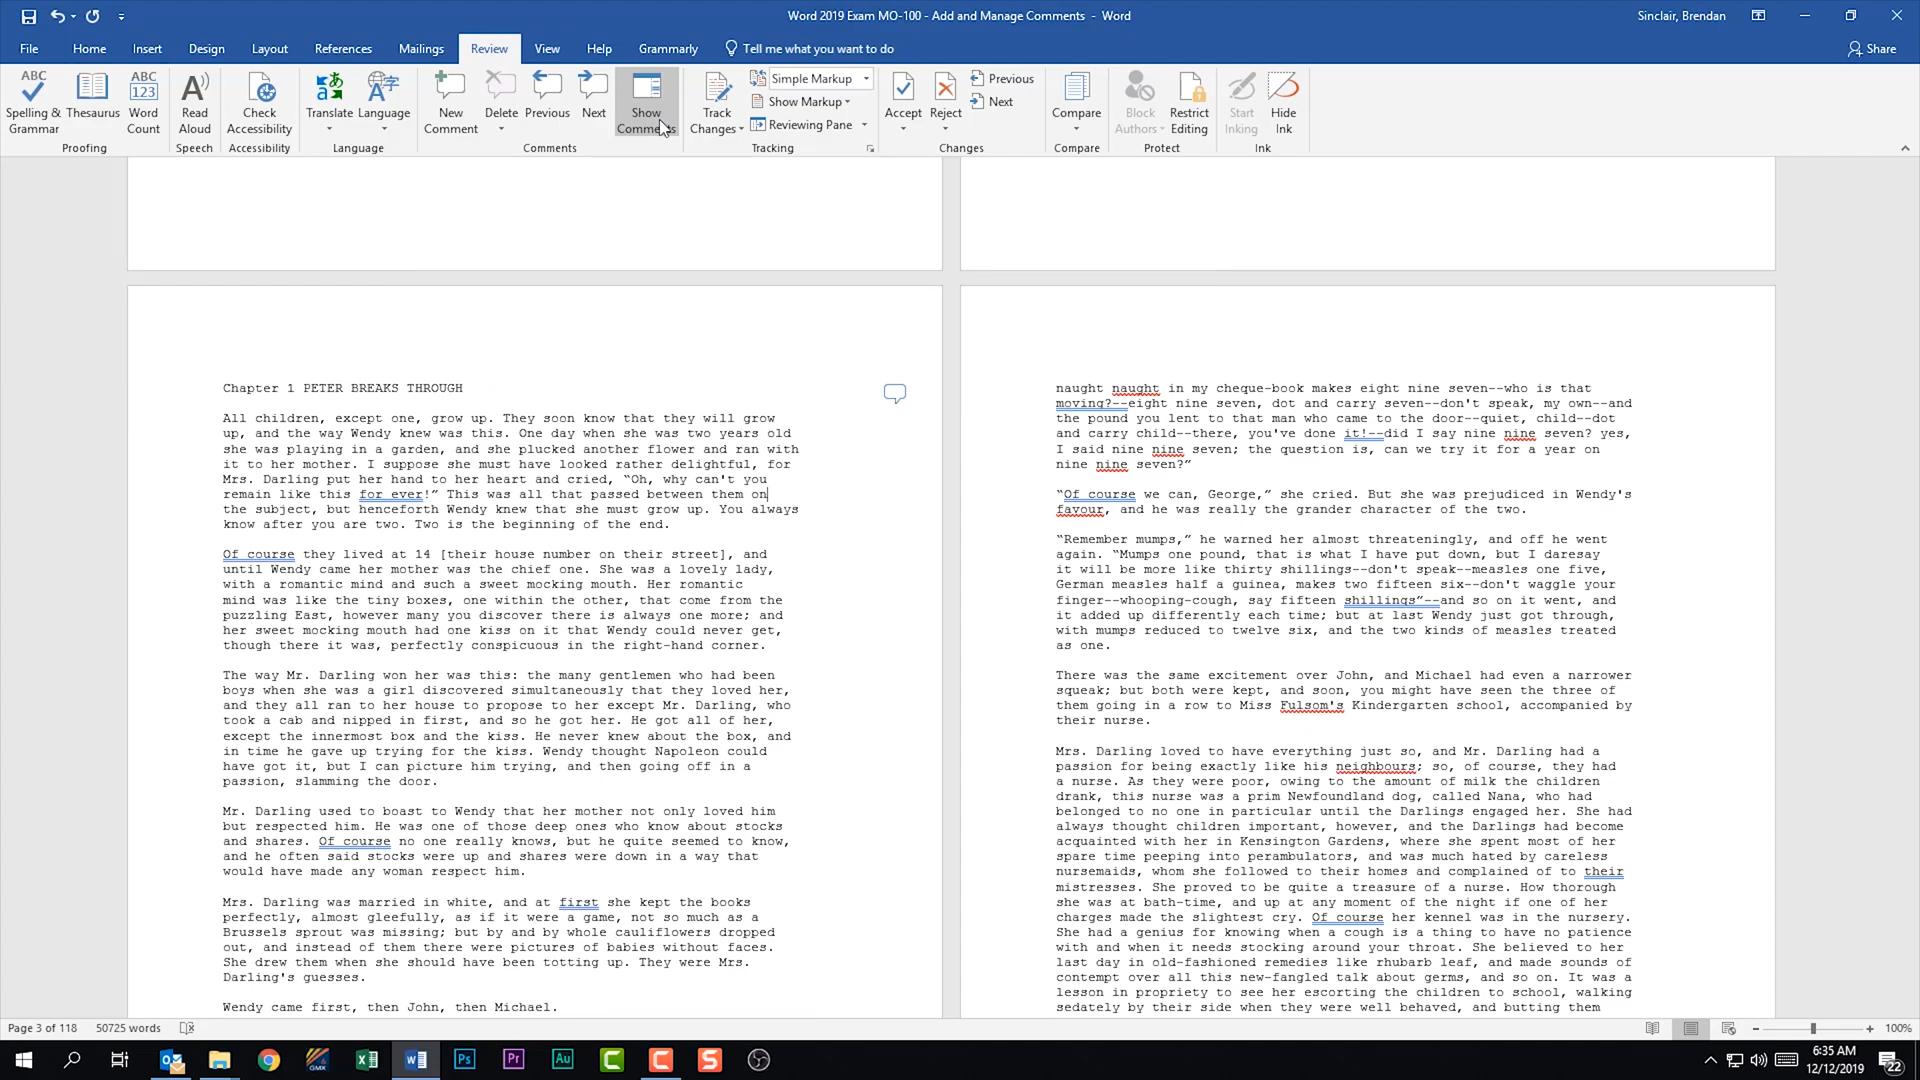 Word 2019 Exam MO-100 - Add and Manage Comments - Word
Sinclair, Brendan
File Home Insert Design Layout References Mailings Review View Help Grammarly Tell me what you want to do Share
ABC
Spelling &
Grammar
Thesaurus
ABC
123
Word
Count
Proofing
A
Read
Aloud
Speech
Check
Accessibility
Accessibility
Translate
Language
Language
New
Comment
Delete
Previous
Next
Show
Comments
Comments
Track
Changes
Simple Markup
Show Markup
Reviewing Pane
Tracking
Accept
Reject
Previous
Next
Changes
Compare
Compare
Block
Authors
Restrict
Editing
Protect
Start
Inking
Hide
Ink
Ink
Chapter 1 PETER BREAKS THROUGH
All children, except one, grow up. They soon know that they will grow
up, and the way Wendy knew was this. One day when she was two years old
she was playing in a garden, and she plucked another flower and ran with
it to her mother. I suppose she must have looked rather delightful, for
Mrs. Darling put her hand to her heart and cried, “Oh, why can't you
remain like this for ever!” This was all that passed between them on
the subject, but henceforth Wendy knew that she must grow up. You always
know after you are two. Two is the beginning of the end.
Of course they lived at 14 [their house number on their street], and
until Wendy came her mother was the chief one. She was a lovely lady,
with a romantic mind and such a sweet mocking mouth. Her romantic
mind was like the tiny boxes, one within the other, that come from the
puzzling East, however many you discover there is always one more; and
her sweet mocking mouth had one kiss on it that Wendy could never get,
though there it was, perfectly conspicuous in the right-hand corner.
The way Mr. Darling won her was this: the many gentlemen who had been
boys when she was a girl discovered simultaneously that they loved her,
and they all ran to her house to propose to her except Mr. Darling, who
took a cab and nipped in first, and so he got her. He got all of her,
except the innermost box and the kiss. He never knew about the box, and
in time he gave up trying for the kiss. Wendy thought Napoleon could
have got it, but I can picture him trying, and then going off in a
passion, slamming the door.
Mr. Darling used to boast to Wendy that her mother not only loved him
but respected him. He was one of those deep ones who know about stocks
and shares. Of course no one really knows, but he quite seemed to know,
and he often said stocks were up and shares were down in a way that
would have made any woman respect him.
Mrs. Darling was married in white, and at first she kept the books
perfectly, almost gleefully, as if it were a game, not so much as a
Brussels sprout was missing; but by and by whole cauliflowers dropped
out, and instead of them there were pictures of babies without faces.
She drew them when she should have been totting up. They were Mrs.
Darling's guesses.
Wendy came first, then John, then Michael.
naught naught in my cheque-book makes eight nine seven--who is that
moving?--eight nine seven, dot and carry seven--don't speak, my own--and
the pound you lent to that man who came to the door--quiet, child--dot
and carry child--there, you've done it!--did I say nine nine seven? yes,
I said nine nine seven; the question is, can we try it for a year on
nine nine seven?”
“Of course we can, George,” she cried. But she was prejudiced in Wendy's
favour, and he was really the grander character of the two.
“Remember mumps,” he warned her almost threateningly, and off he went
again. “Mumps one pound, that is what I have put down, but I daresay
it will be more like thirty shillings--don't speak--measles one five,
German measles half a guinea, makes two fifteen six--don't waggle your
finger--whooping-cough, say fifteen shillings”--and so on it went, and
it added up differently each time; but at last Wendy just got through,
with mumps reduced to twelve six, and the two kinds of measles treated
as one.
There was the same excitement over John, and Michael had even a narrower
squeak; but both were kept, and soon, you might have seen the three of
them going in a row to Miss Fulsom's Kindergarten school, accompanied by
their nurse.
Mrs. Darling loved to have everything just so, and Mr. Darling had a
passion for being exactly like his neighbours; so, of course, they had
a nurse. As they were poor, owing to the amount of milk the children
drank, this nurse was a prim Newfoundland dog, called Nana, who had
belonged to no one in particular until the Darlings engaged her. She had
always thought children important, however, and the Darlings had become
acquainted with her in Kensington Gardens, where she spent most of her
spare time peeping into perambulators, and was much hated by careless
nursemaids, whom she followed to their homes and complained of to their
mistresses. She proved to be quite a treasure of a nurse. How thorough
she was at bath-time, and up at any moment of the night if one of her
charges made the slightest cry. Of course her kennel was in the nursery.
She had a genius for knowing when a cough is a thing to have no patience
with and when it needs stocking around your throat. She believed to her
last day in old-fashioned remedies like rhubarb leaf, and made sounds of
contempt over all this new-fangled talk about germs, and so on. It was a
lesson in propriety to see her escorting the children to school, walking
sedately by their side when they were well behaved, and butting them
Page 3 of 118 50725 words 100%
GMX
Ps Pr Au
6:35 AM
12/12/2019
22